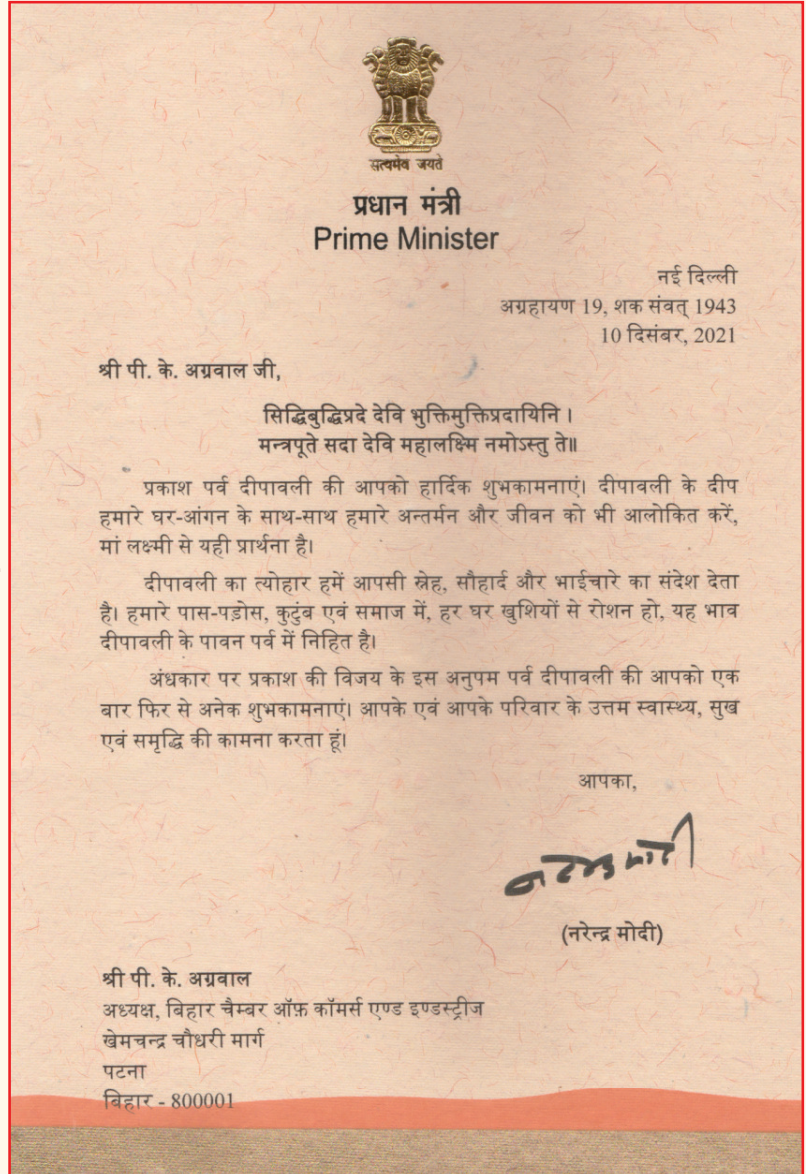 सत्यमेव जयते
प्रधान मंत्री
Prime Minister
नई दिल्ली
अग्रहायण 19, शक संवत् 1943
10 दिसंबर, 2021
श्री पी. के. अग्रवाल जी,
सिद्धिबुद्धिप्रदे देवि भुक्तिमुक्तिप्रदायिनि ।
मन्त्रपूते सदा देवि महालक्ष्मि नमोऽस्तु ते॥
प्रकाश पर्व दीपावली की आपको हार्दिक शुभकामनाएं। दीपावली के दीप
हमारे घर-आंगन के साथ-साथ हमारे अन्तर्मन और जीवन को भी आलोकित करें,
मां लक्ष्मी से यही प्रार्थना है।
दीपावली का त्योहार हमें आपसी स्नेह, सौहार्द और भाईचारे का संदेश देता
है। हमारे पास-पड़ोस, कुटुंब एवं समाज में, हर घर खुशियों से रोशन हो, यह भाव
दीपावली के पावन पर्व में निहित है।
अंधकार पर प्रकाश की विजय के इस अनुपम पर्व दीपावली की आपको एक
बार फिर से अनेक शुभकामनाएं। आपके एवं आपके परिवार के उत्तम स्वास्थ्य, सुख
एवं समृद्धि की कामना करता हूं।
आपका,
नरेन्द्र मोदी
(नरेन्द्र मोदी)
श्री पी. के. अग्रवाल
अध्यक्ष, बिहार चैम्बर ऑफ़ कॉमर्स एण्ड इण्डस्ट्रीज
खेमचन्द्र चौधरी मार्ग
पटना
बिहार - 800001